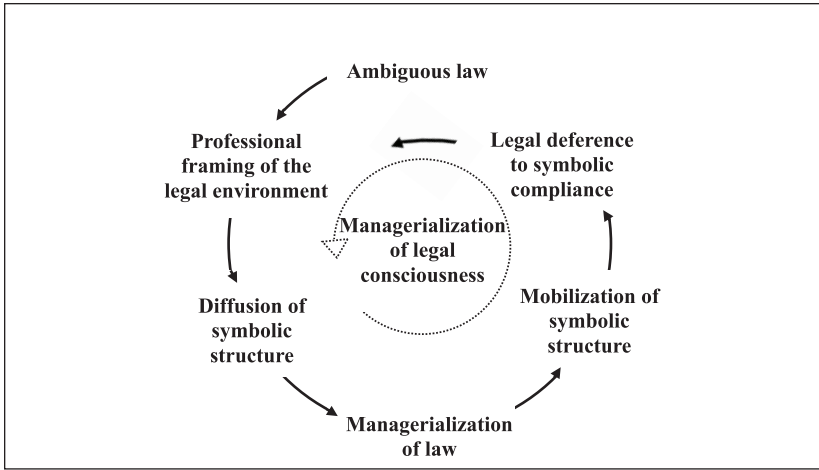 Ambiguous law
Professional
framing of the
legal environment
Diffusion of
symbolic
structure
Managerialization
of law
Mobilization of
symbolic
structure
Legal deference
to symbolic
compliance
Managerialization
of legal
consciousness